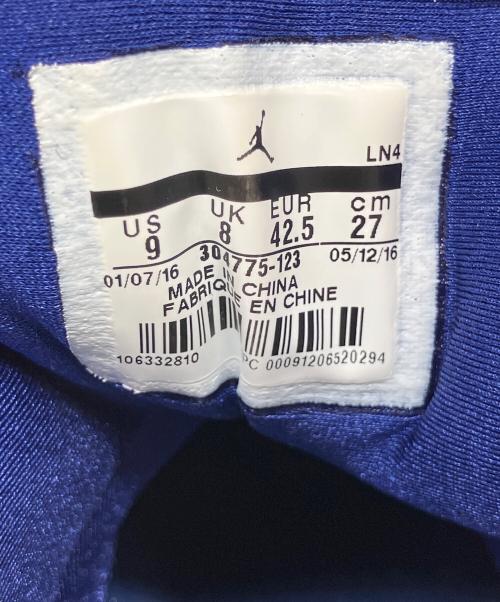 LN4
US UK EUR cm
9 8 42.5 27
304775-123
01/07/16 05/12/16
MADE IN CHINA
FABRIQUE EN CHINE
106332810 PC 00091206520294